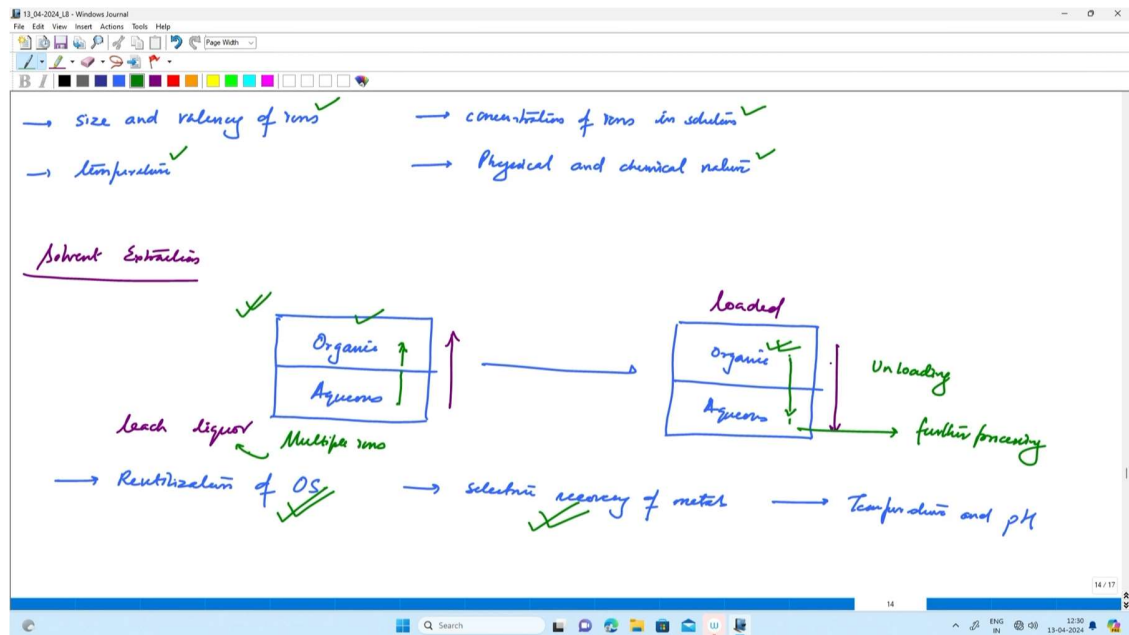 13_04-2024_L8 - Windows Journal
File Edit View Insert Actions Tools Help
Page Width
B I
→ size and valency of ions ✓ → concentration of ions in solution ✓
→ temperature ✓ → Physical and chemical nature ✓
Solvent Extraction
loaded
Organic Organic
Unloading
Aqueous Aqueous
further processing
leach liquor
Multiple ions
→ Reutilization of OS → selective recovery of metal → Temperature and pH
14 / 17
14
Search
ENG
IN
12:30
13-04-2024